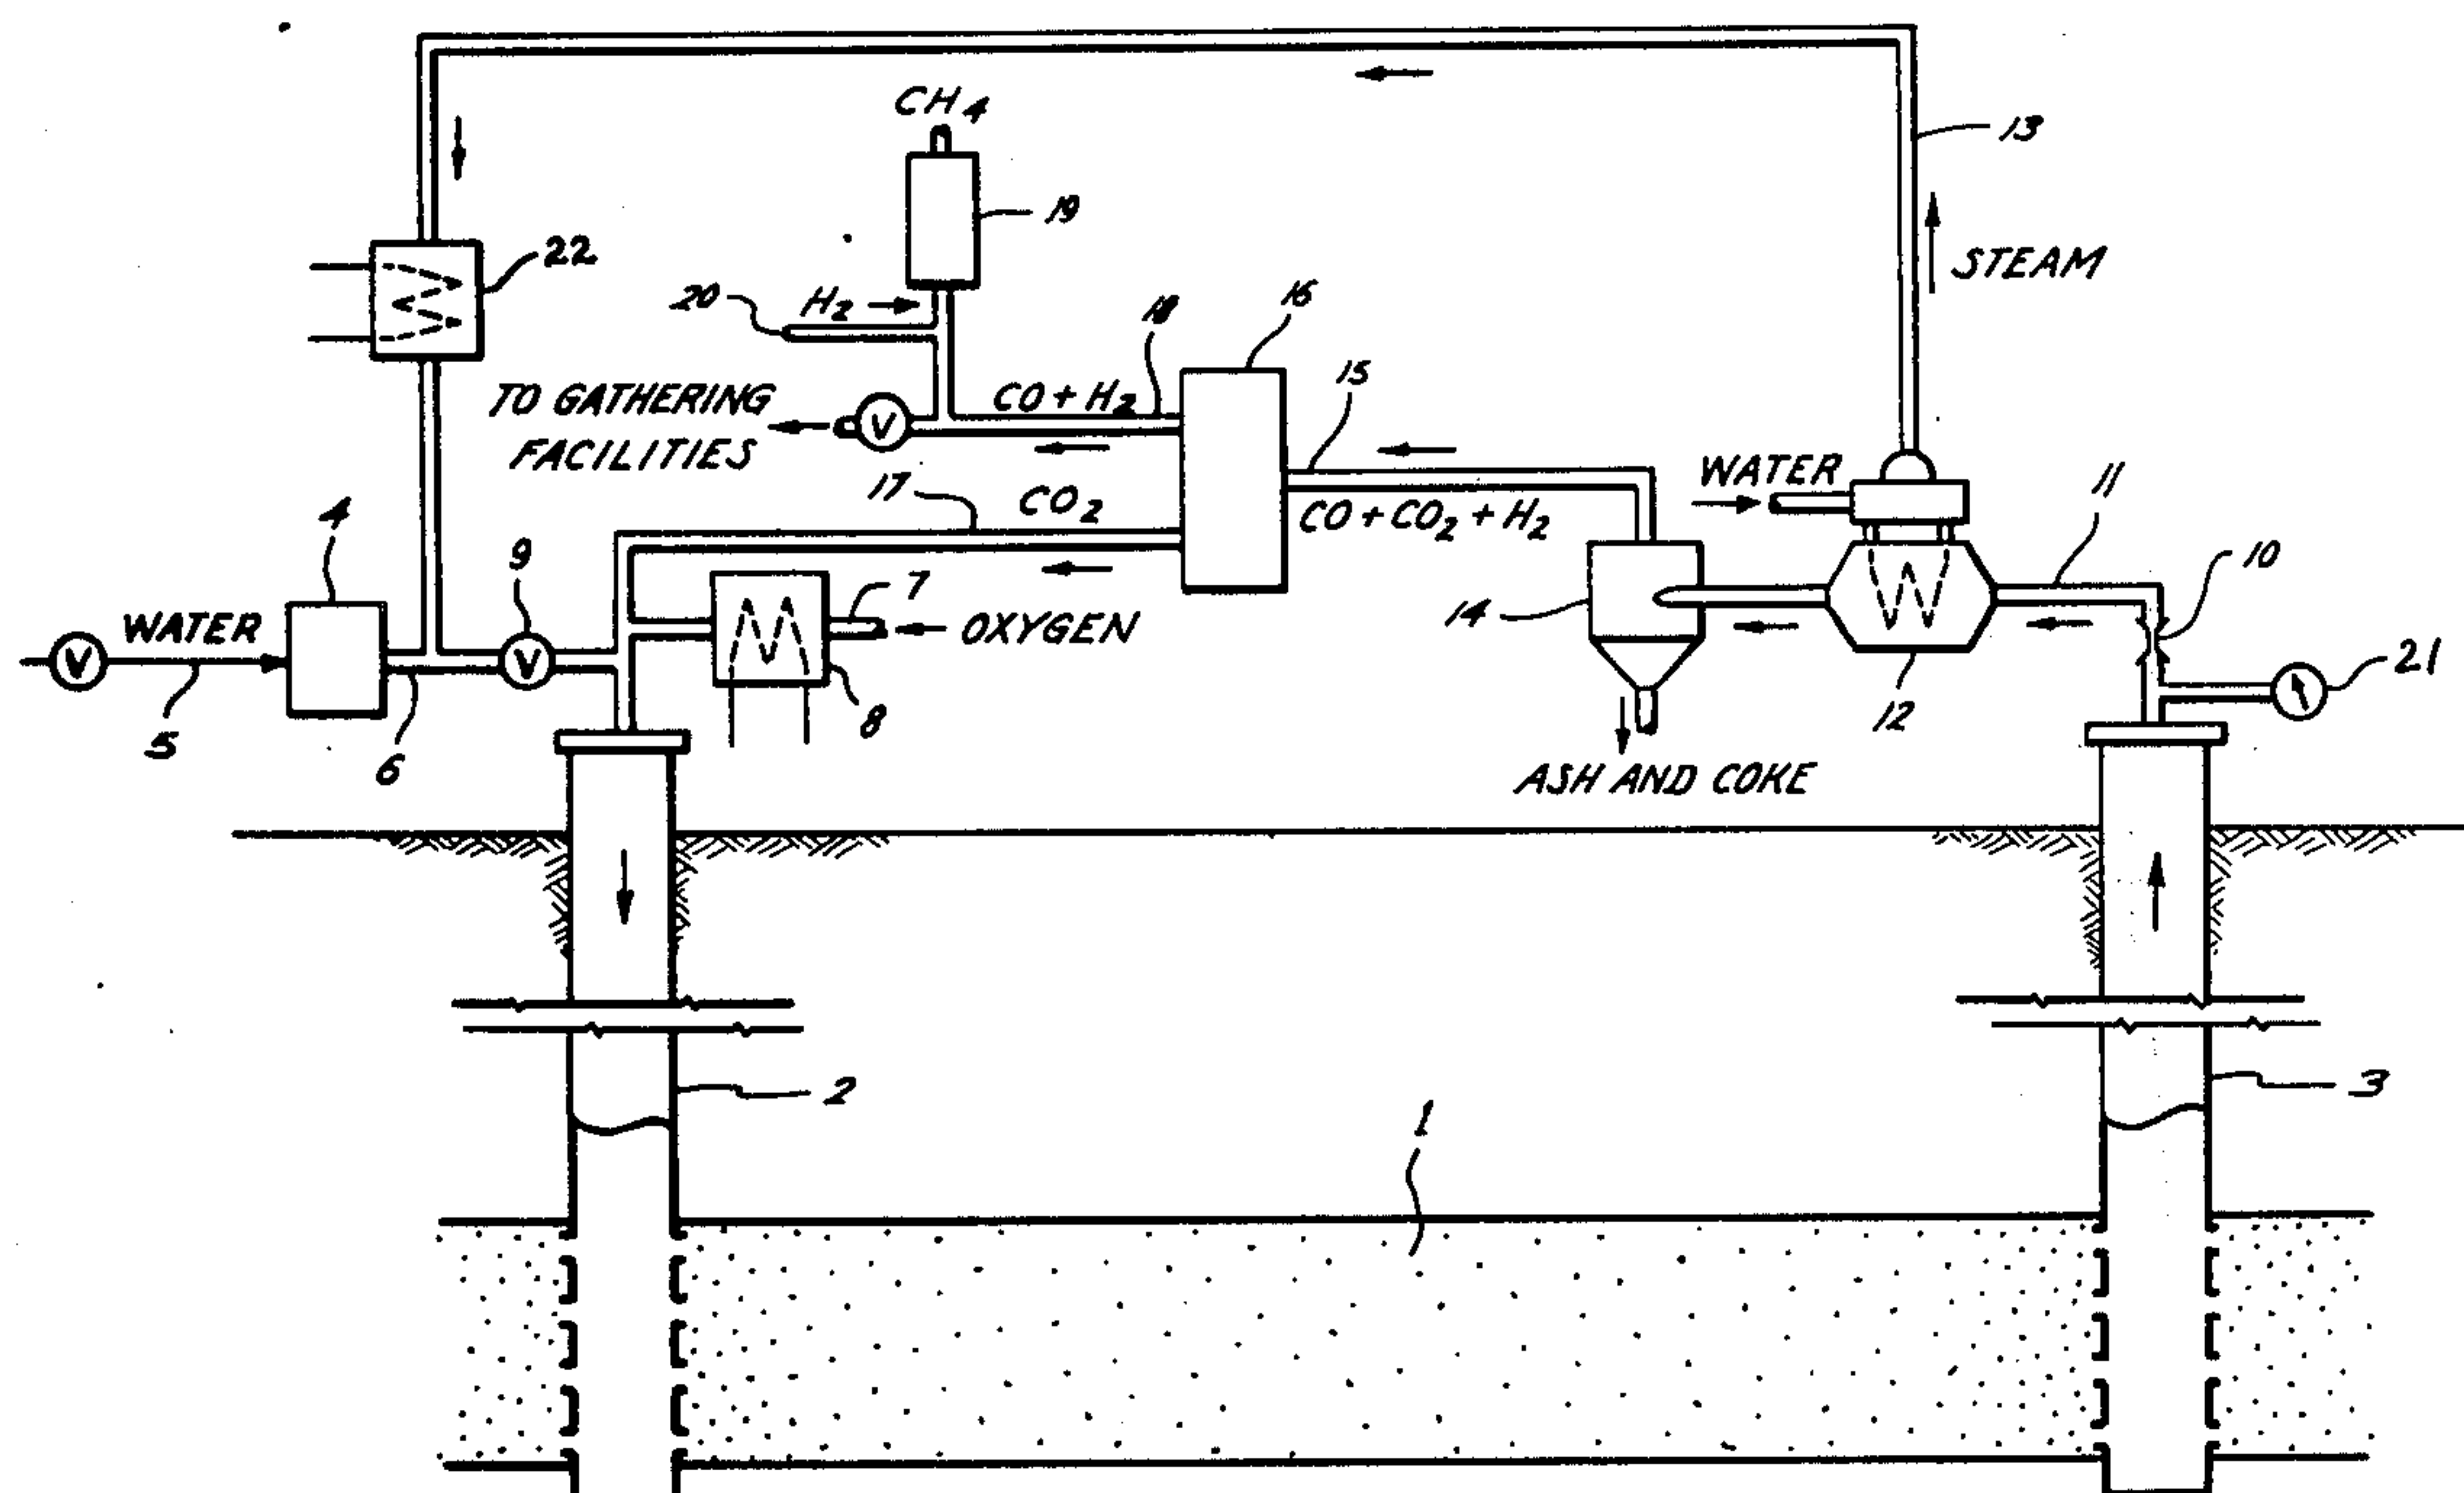 CH4
13
19
22
STEAM
20
H2
18
16
15
TO GATHERING
FACILITIES
CO + H2
WATER
11
17
CO2
CO + CO2 + H2
4
9
7
10
WATER
OXYGEN
14
21
5
6
8
12
ASH AND COKE
2
3
1
V
V
V